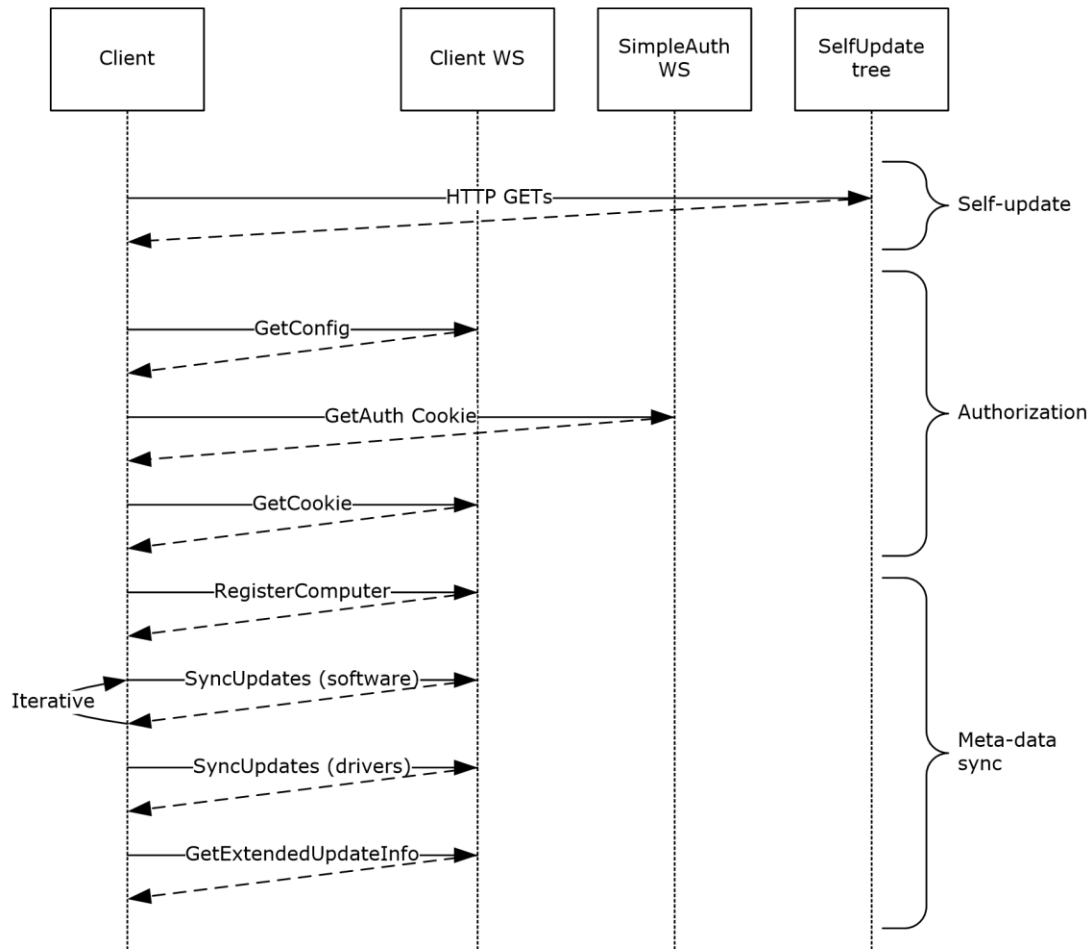 Client
Client WS
SimpleAuth
WS
SelfUpdate
tree
HTTP GETs
Self-update
GetConfig
GetAuth Cookie
Authorization
GetCookie
RegisterComputer
SyncUpdates (software)
Iterative
Meta-data
sync
SyncUpdates (drivers)
GetExtendedUpdateInfo